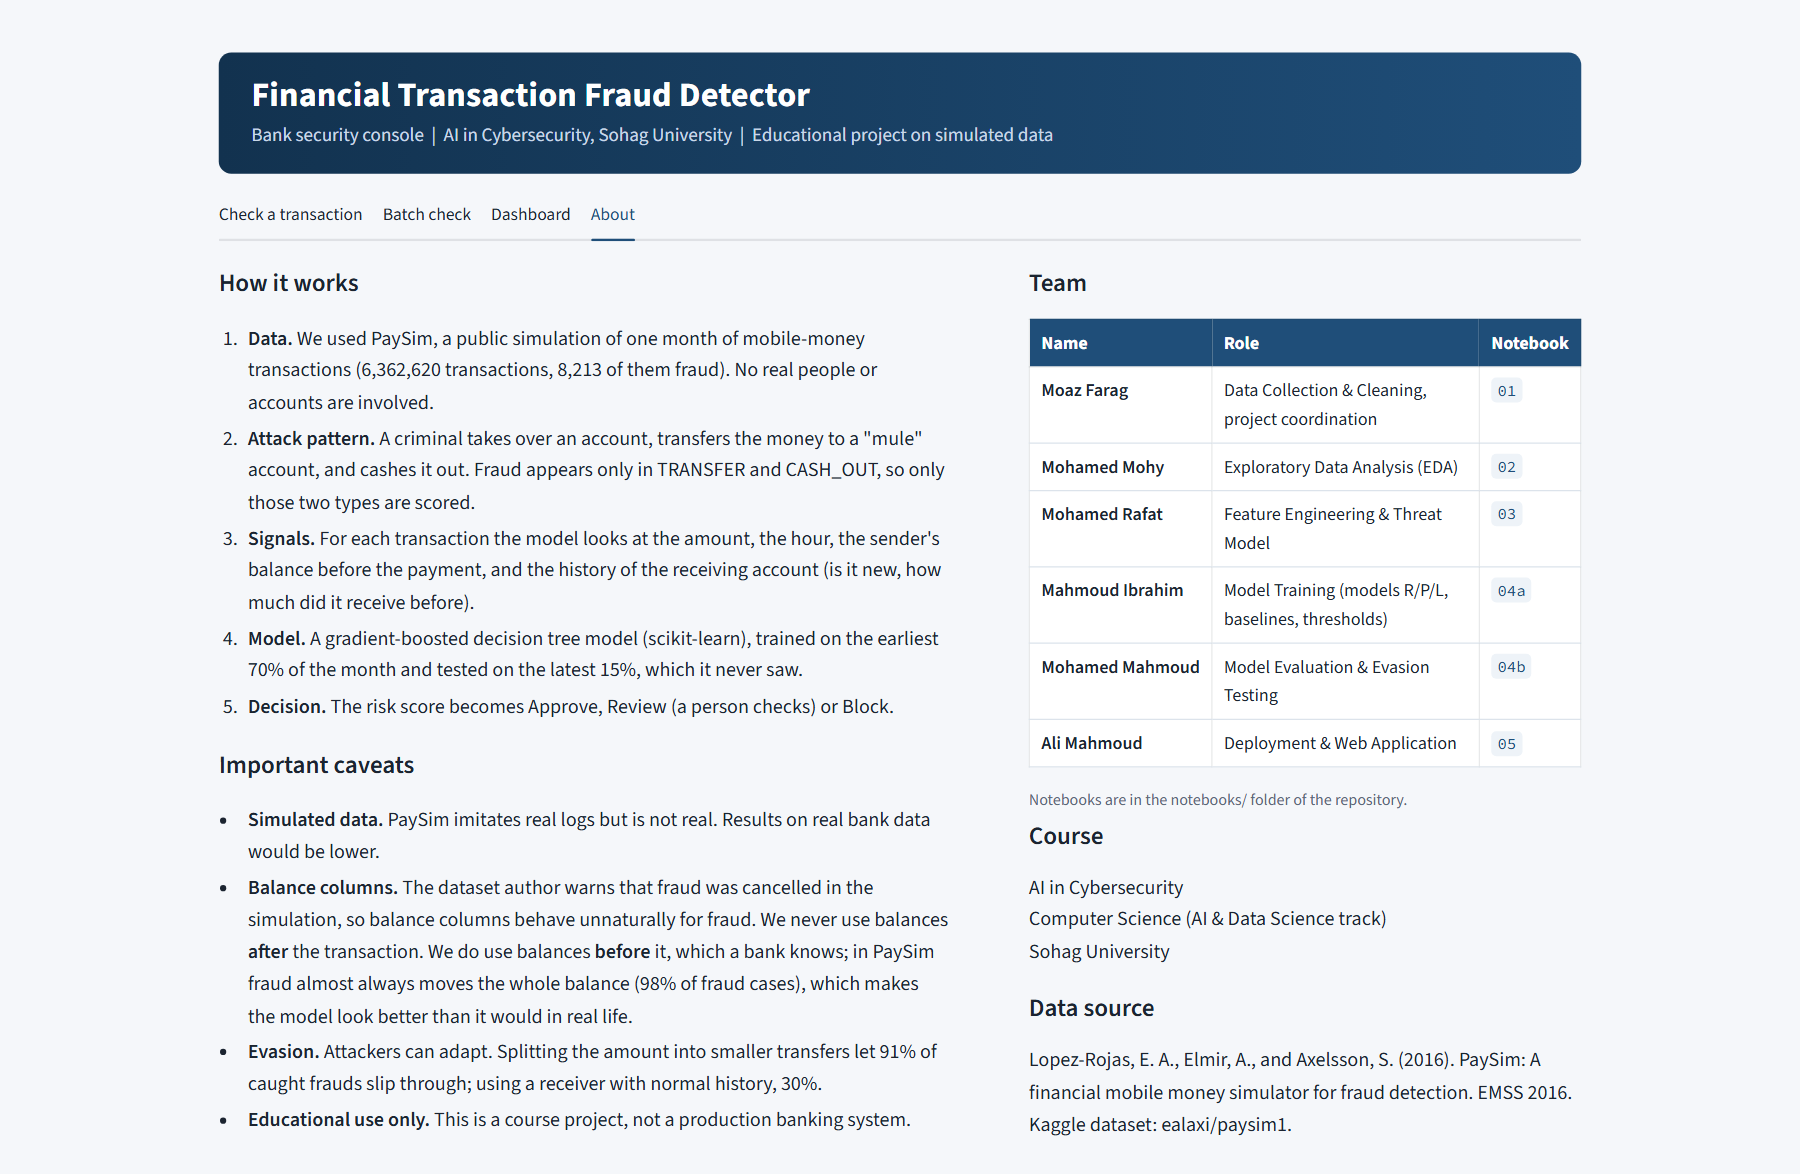 Financial Transaction Fraud Detector
Bank security console | AI in Cybersecurity, Sohag University | Educational project on simulated data
Check a transaction
Batch check
Dashboard
About
How it works
1. Data. We used PaySim, a public simulation of one month of mobile-money
transactions (6,362,620 transactions, 8,213 of them fraud). No real people or
accounts are involved.
2. Attack pattern. A criminal takes over an account, transfers the money to a "mule"
account, and cashes it out. Fraud appears only in TRANSFER and CASH_OUT, so only
those two types are scored.
3. Signals. For each transaction the model looks at the amount, the hour, the sender's
balance before the payment, and the history of the receiving account (is it new, how
much did it receive before).
4. Model. A gradient-boosted decision tree model (scikit-learn), trained on the earliest
70% of the month and tested on the latest 15%, which it never saw.
5. Decision. The risk score becomes Approve, Review (a person checks) or Block.
Important caveats
• Simulated data. PaySim imitates real logs but is not real. Results on real bank data
would be lower.
• Balance columns. The dataset author warns that fraud was cancelled in the
simulation, so balance columns behave unnaturally for fraud. We never use balances
after the transaction. We do use balances before it, which a bank knows; in PaySim
fraud almost always moves the whole balance (98% of fraud cases), which makes
the model look better than it would in real life.
• Evasion. Attackers can adapt. Splitting the amount into smaller transfers let 91% of
caught frauds slip through; using a receiver with normal history, 30%.
• Educational use only. This is a course project, not a production banking system.
Team
Name Role Notebook
Moaz Farag Data Collection & Cleaning, 01
project coordination
Mohamed Mohy Exploratory Data Analysis (EDA) 02
Mohamed Rafat Feature Engineering & Threat 03
Model
Mahmoud Ibrahim Model Training (models R/P/L, 04a
baselines, thresholds)
Mohamed Mahmoud Model Evaluation & Evasion 04b
Testing
Ali Mahmoud Deployment & Web Application 05
Notebooks are in the notebooks/ folder of the repository.
Course
AI in Cybersecurity
Computer Science (AI & Data Science track)
Sohag University
Data source
Lopez-Rojas, E. A., Elmir, A., and Axelsson, S. (2016). PaySim: A
financial mobile money simulator for fraud detection. EMSS 2016.
Kaggle dataset: ealaxi/paysim1.